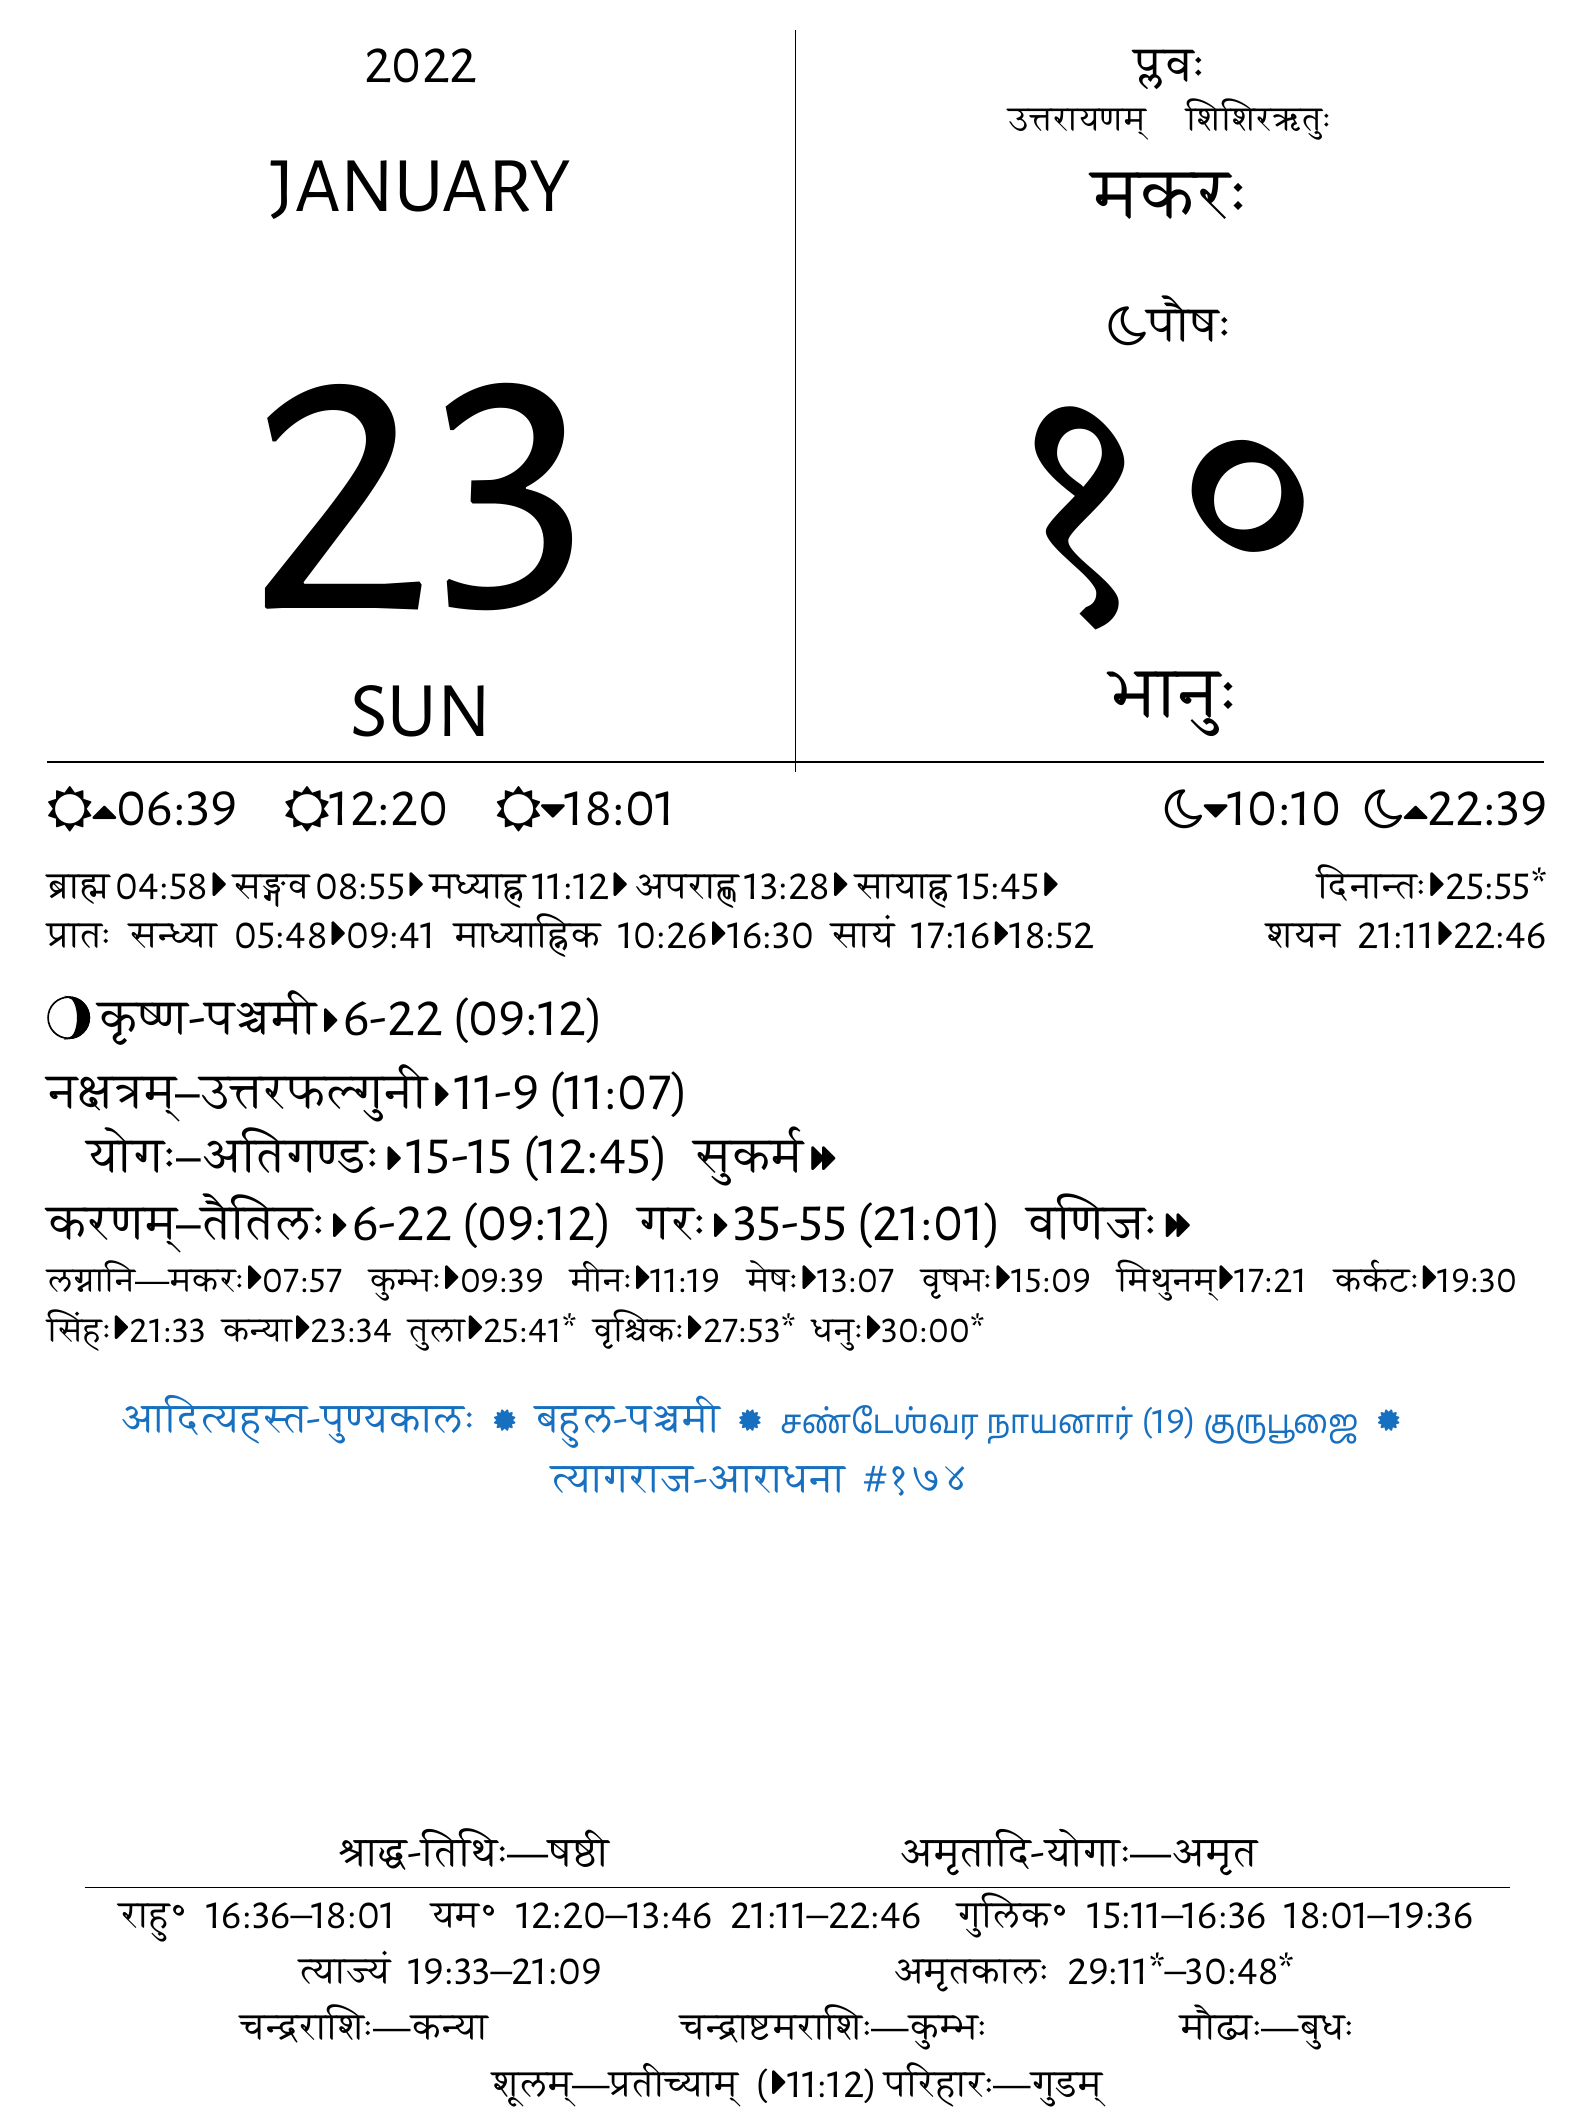 2022
JANUARY
23
SUN
प्लवः
उत्तरायणम् शिशिरऋतुः
मकरः
पौषः
१०
भानुः
06:39 12:20 18:01 10:10 22:39
ब्राह्म 04:58 सङ्गव 08:55 मध्याह्न 11:12 अपराह्ण 13:28 सायाह्न 15:45 दिनान्तः 25:55*
प्रातः सन्ध्या 05:48 09:41 माध्याह्निक 10:26 16:30 सायं 17:16 18:52 शयन 21:11 22:46
कृष्ण-पञ्चमी 6-22 (09:12)
नक्षत्रम्–उत्तरफल्गुनी 11-9 (11:07)
योगः–अतिगण्डः 15-15 (12:45) सुकर्म
करणम्–तैतिलः 6-22 (09:12) गरः 35-55 (21:01) वणिजः
लग्नानि—मकरः 07:57 कुम्भः 09:39 मीनः 11:19 मेषः 13:07 वृषभः 15:09 मिथुनम् 17:21 कर्कटः 19:30
सिंहः 21:33 कन्या 23:34 तुला 25:41* वृश्चिकः 27:53* धनुः 30:00*
आदित्यहस्त-पुण्यकालः बहुल-पञ्चमी சண்டேஶ்வர நாயனார் (19) குருபூஜை
त्यागराज-आराधना #१७४
श्राद्ध-तिथिः—षष्ठी अमृतादि-योगाः—अमृत
राहु॰ 16:36–18:01 यम॰ 12:20–13:46 21:11–22:46 गुलिक॰ 15:11–16:36 18:01–19:36
त्याज्यं 19:33–21:09 अमृतकालः 29:11*–30:48*
चन्द्रराशिः—कन्या चन्द्राष्टमराशिः—कुम्भः मौढ्यः—बुधः
शूलम्—प्रतीच्याम् (11:12) परिहारः—गुडम्